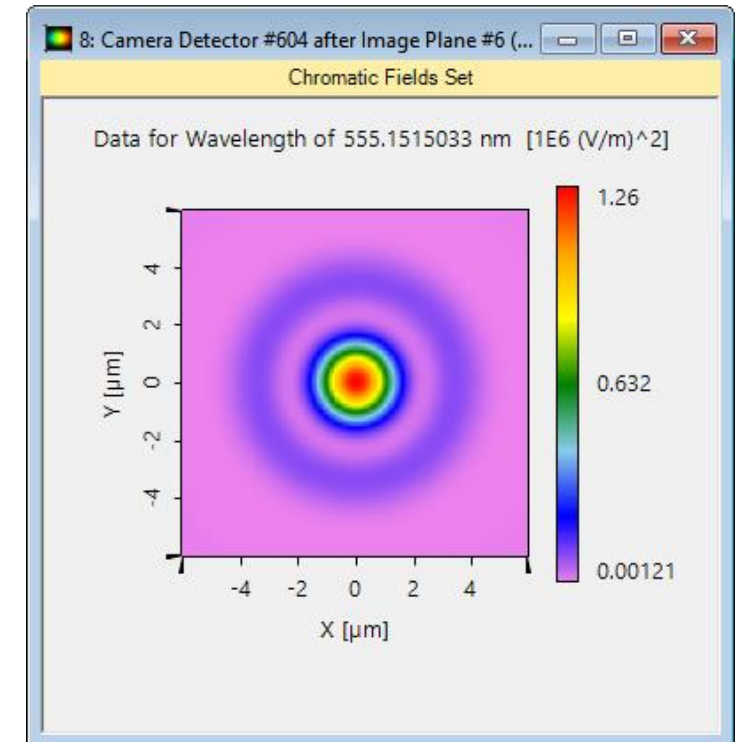 8: Camera Detector #604 after Image Plane #6 (...
Chromatic Fields Set
Data for Wavelength of 555.1515033 nm [1E6 (V/m)^2]
1.26
0.632
0.00121
Y [µm]
4
2
0
-2
-4
-4 -2 0 2 4
X [µm]